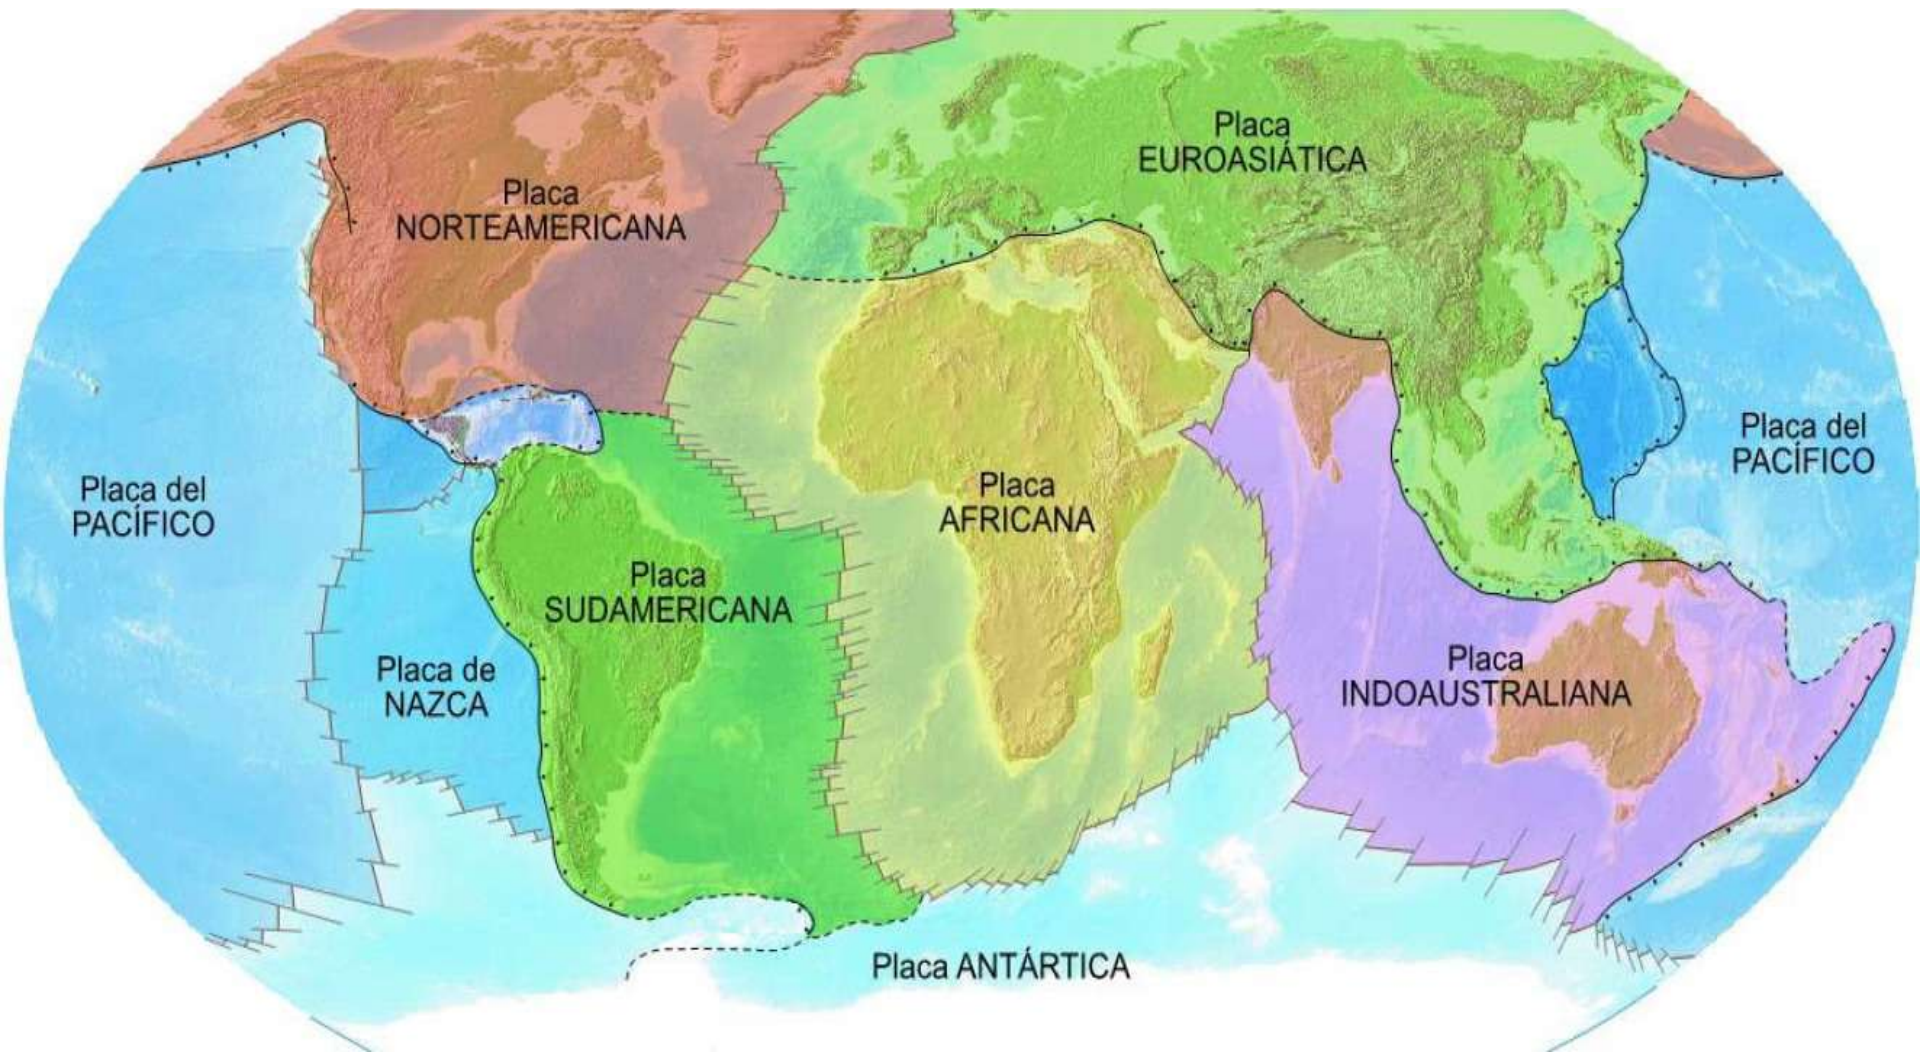 Placa
EUROASIÁTICA
Placa
NORTEAMERICANA
Placa del
PACÍFICO
Placa del
PACÍFICO
Placa
AFRICANA
Placa
SUDAMERICANA
Placa de
NAZCA
Placa
INDOAUSTRALIANA
Placa ANTÁRTICA